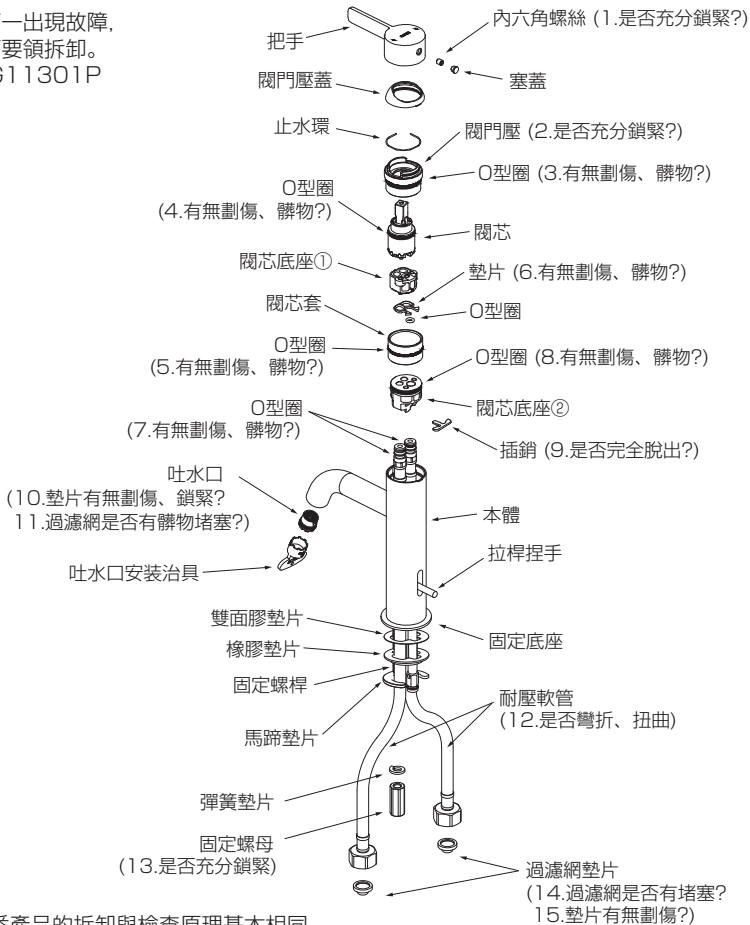 一出現故障,
要領拆卸。
G11301P
把手
內六角螺絲 (1.是否充分鎖緊?)
塞蓋
閥門壓蓋
止水環
閥門壓 (2.是否充分鎖緊?)
O型圈 (3.有無劃傷、髒物?)
O型圈
(4.有無劃傷、髒物?)
閥芯
閥芯底座①
墊片 (6.有無劃傷、髒物?)
O型圈
閥芯套
O型圈
(5.有無劃傷、髒物?)
O型圈 (8.有無劃傷、髒物?)
閥芯底座②
O型圈
(7.有無劃傷、髒物?)
插銷 (9.是否完全脫出?)
吐水口
(10.墊片有無劃傷、鎖緊?
11.過濾網是否有髒物堵塞?)
本體
拉桿捏手
吐水口安裝治具
雙面膠墊片
固定底座
橡膠墊片
固定螺桿
馬蹄墊片
耐壓軟管
(12.是否彎折、扭曲)
彈簧墊片
固定螺母
(13.是否充分鎖緊)
過濾網墊片
(14.過濾網是否有堵塞?
15.墊片有無劃傷?)
產品的拆卸與檢查原理基本相同